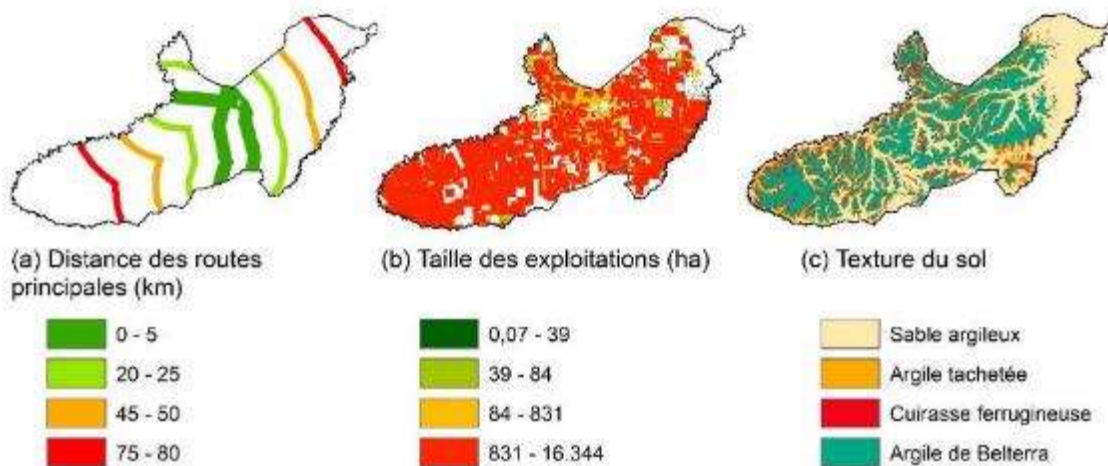 (a) Distance des routes
principales (km)
0 - 5
20 - 25
45 - 50
75 - 80
(b) Taille des exploitations (ha)
0,07 - 39
39 - 84
84 - 831
831 - 16.344
(c) Texture du sol
Sable argileux
Argile tachetée
Cuirasse ferrugineuse
Argile de Belterra